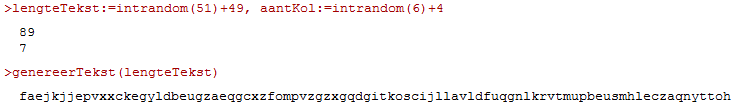 >lengteTekst:=intrandom(51)+49, aantKol:=intrandom(6)+4
89
7
>genereerTekst(lengteTekst)
faejkjjepvxxckegyldbeugzaeqgcxzfompvzgzxgqdgitkoscijllavldfuqgnlkrvtmupbeusmhleczaqnyttoh